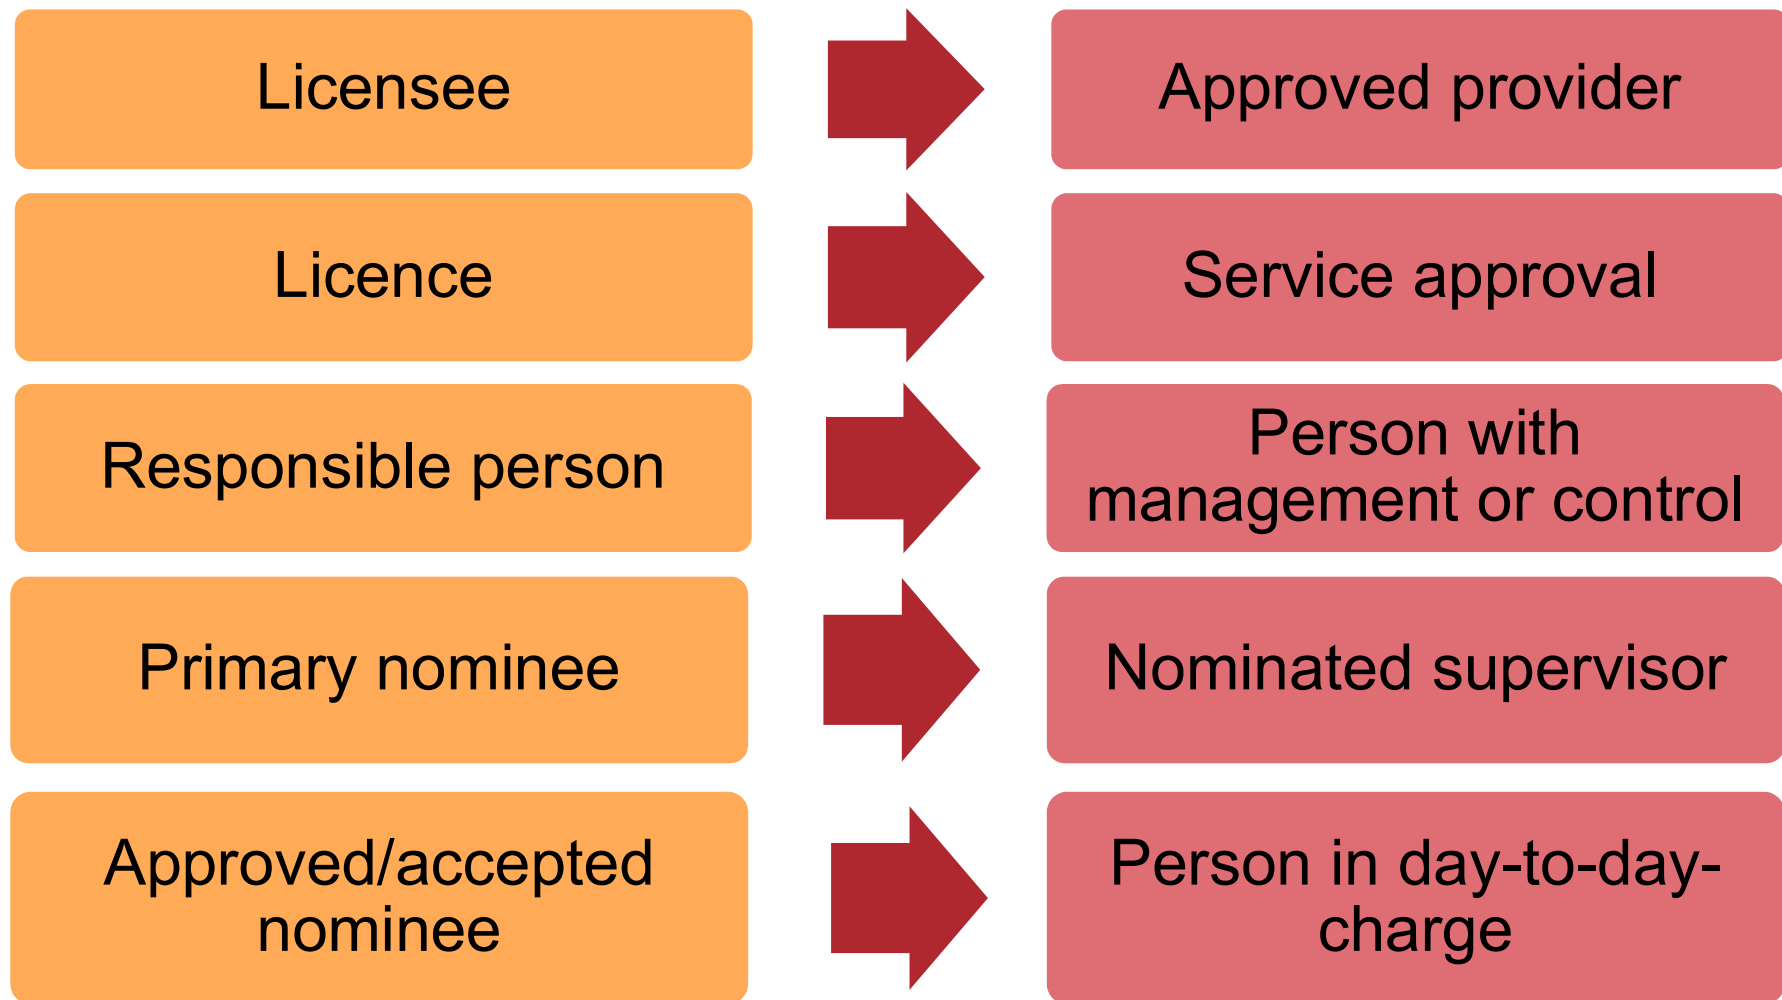 Licensee
Approved provider
Licence
Service approval
Responsible person
Person with
management or control
Primary nominee
Nominated supervisor
Approved/accepted
nominee
Person in day-to-day-
charge